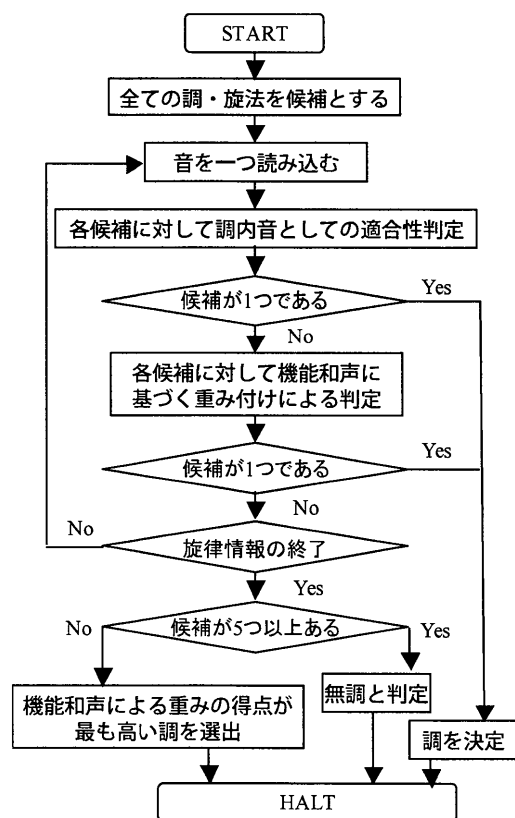 START
全ての調・旋法を候補とする
音を一つ読み込む
各候補に対して調内音としての適合性判定
候補が1つである
Yes
No
各候補に対して機能和声に
基づく重み付けによる判定
候補が1つである
Yes
No
旋律情報の終了
No
Yes
候補が5つ以上ある
No
Yes
機能和声による重みの得点が
最も高い調を選出
無調と判定
調を決定
HALT